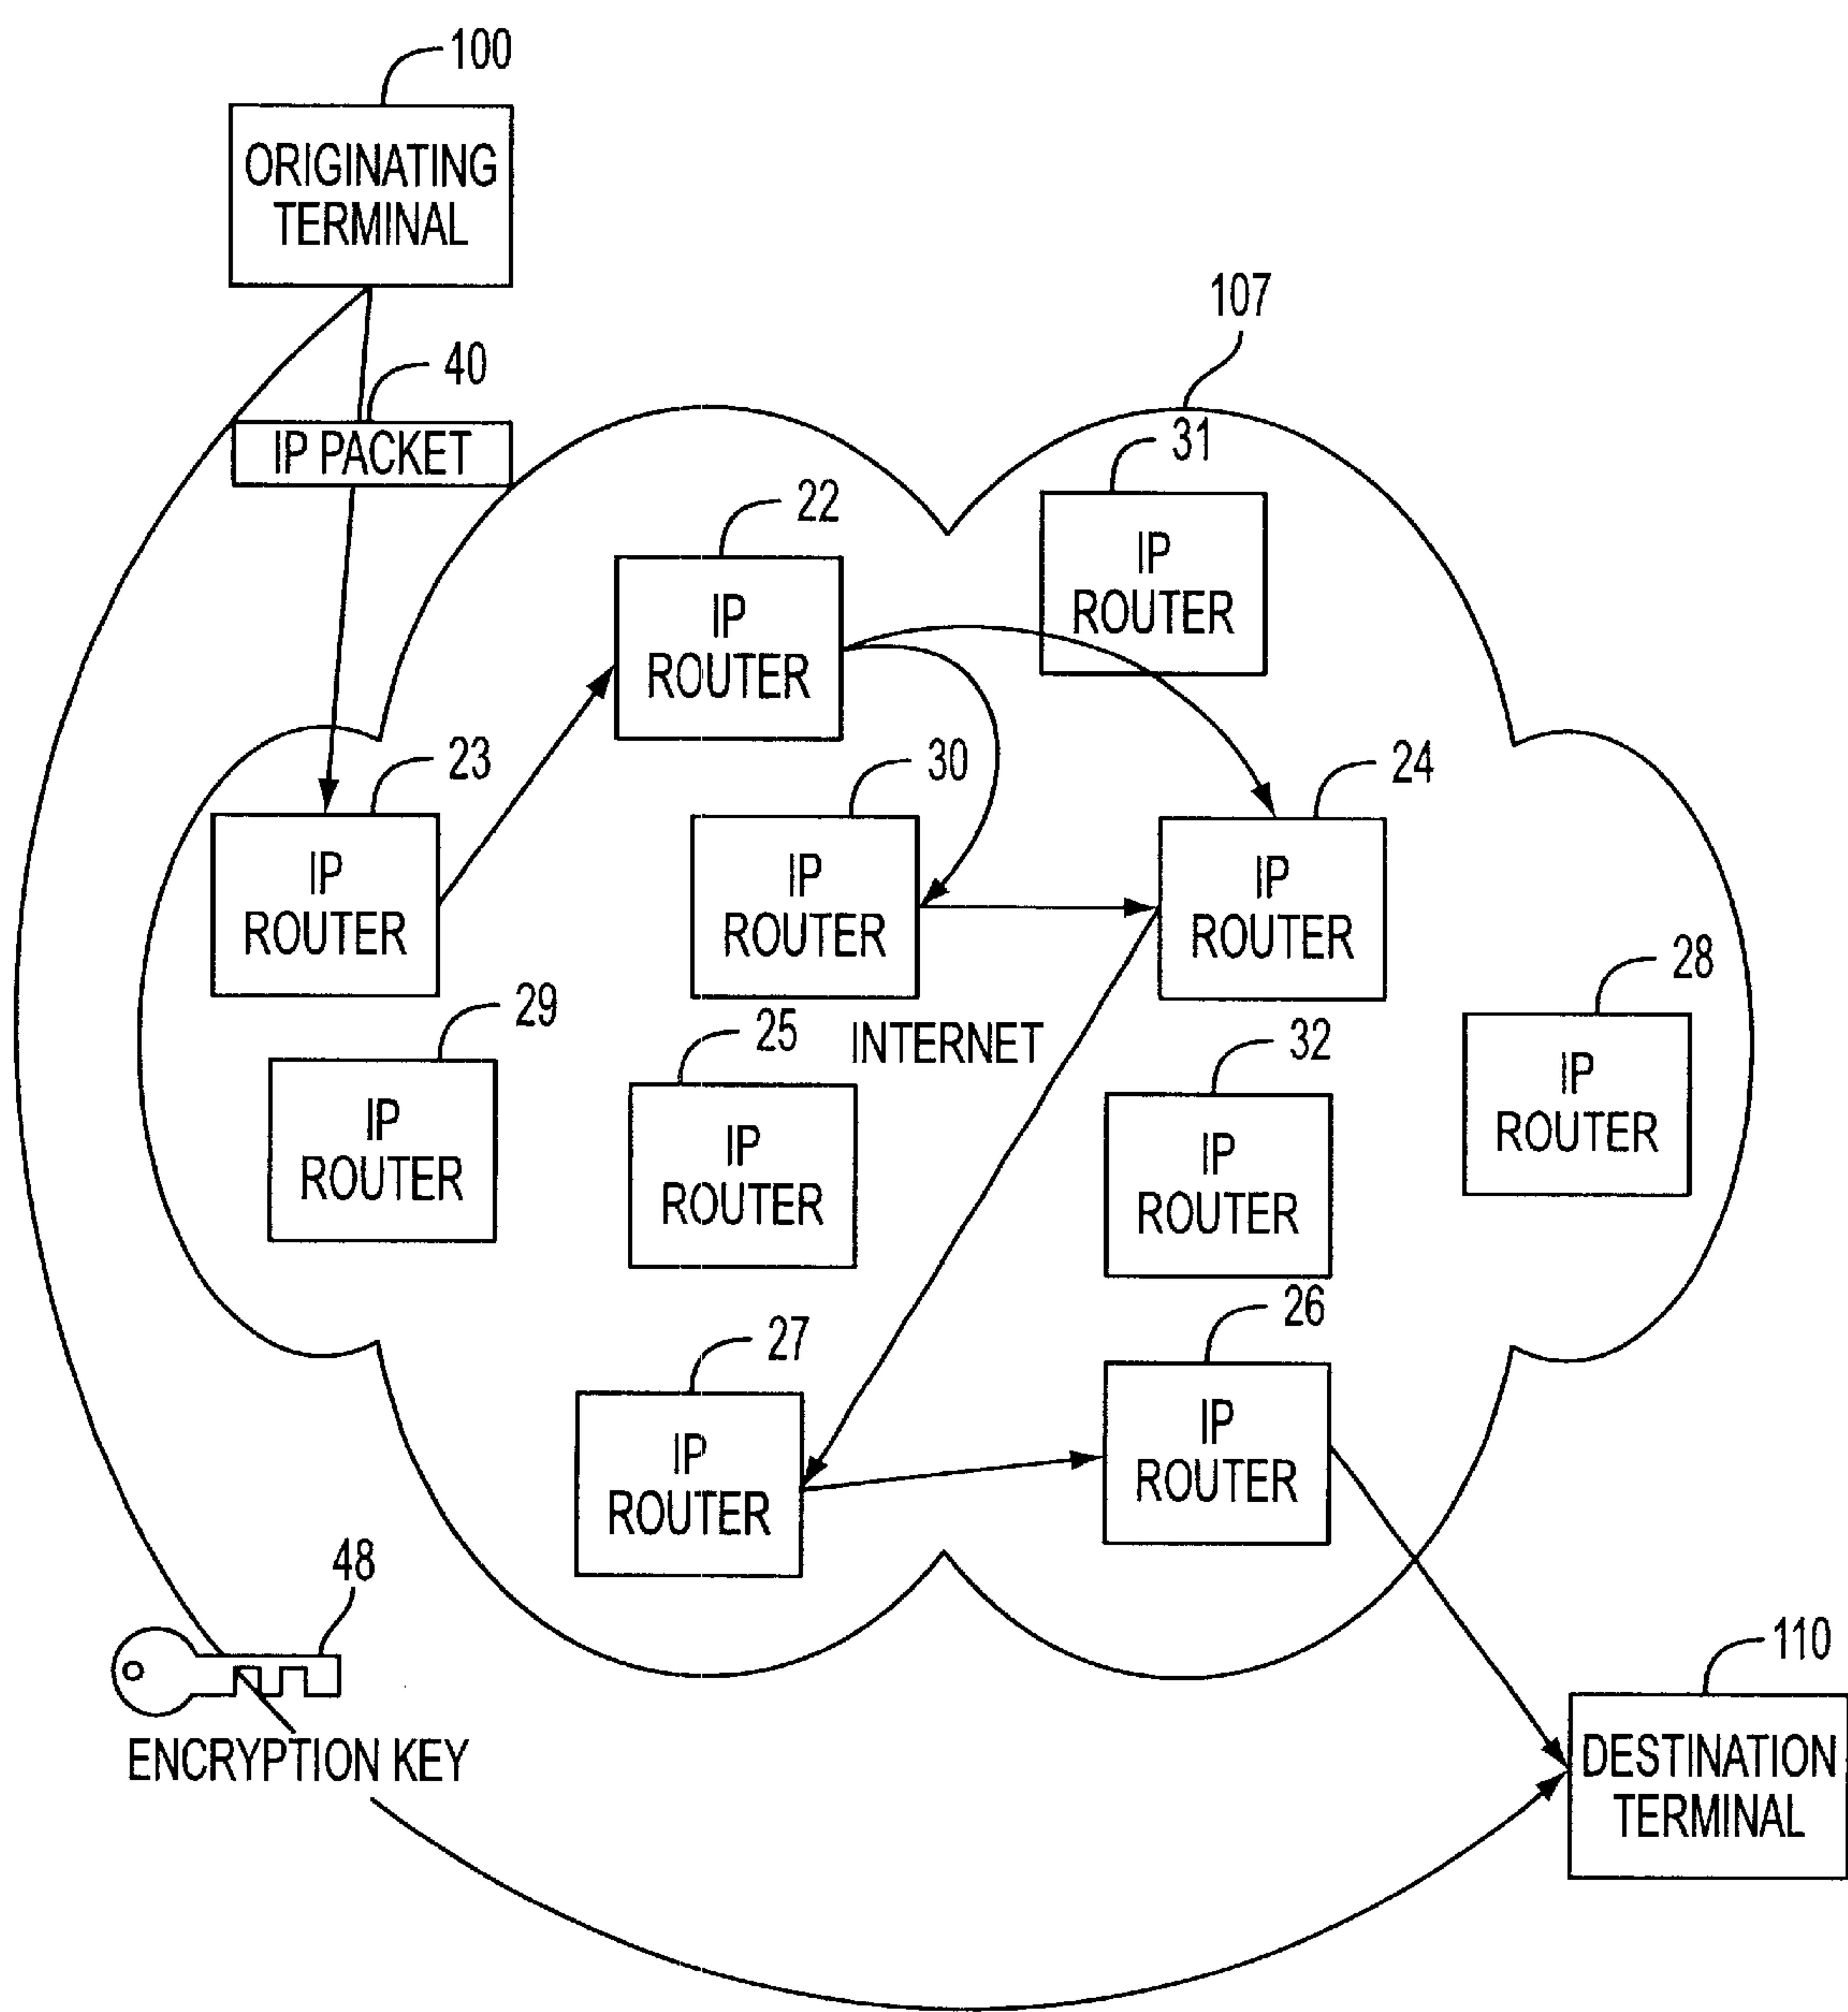 100
ORIGINATING
TERMINAL
107
40
IP PACKET
31
IP
ROUTER
22
IP
ROUTER
23
IP
ROUTER
30
IP
ROUTER
24
IP
ROUTER
28
IP
ROUTER
29
IP
ROUTER
25
IP
ROUTER
INTERNET
32
IP
ROUTER
27
IP
ROUTER
26
IP
ROUTER
48
ENCRYPTION KEY
110
DESTINATION
TERMINAL